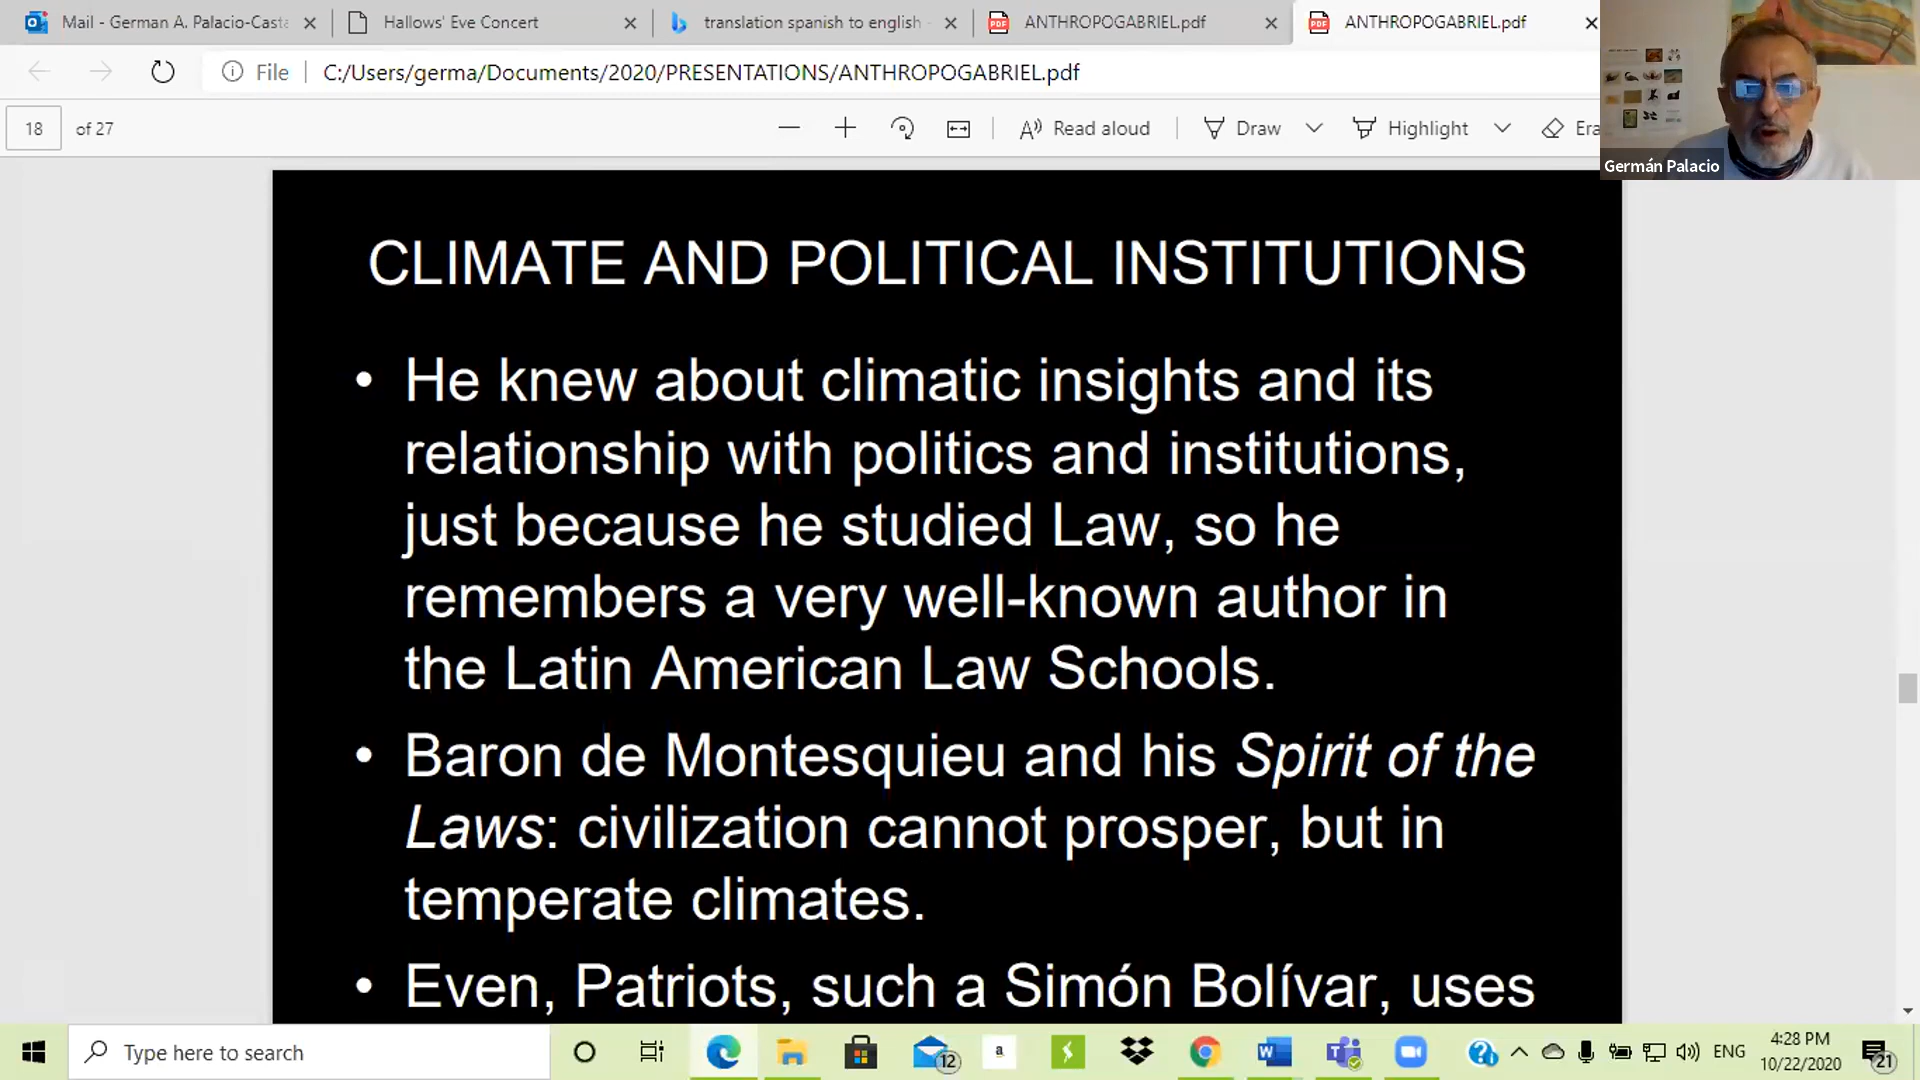 Mail - German A. Palacio-Casta
Hallows' Eve Concert
translation spanish to english -
ANTHROPOGABRIEL.pdf
ANTHROPOGABRIEL.pdf
File
C:/Users/germa/Documents/2020/PRESENTATIONS/ANTHROPOGABRIEL.pdf
18 of 27
Read aloud
Draw
Highlight
Era
Germán Palacio
CLIMATE AND POLITICAL INSTITUTIONS
• He knew about climatic insights and its
relationship with politics and institutions,
just because he studied Law, so he
remembers a very well-known author in
the Latin American Law Schools.
• Baron de Montesquieu and his Spirit of the
Laws: civilization cannot prosper, but in
temperate climates.
• Even, Patriots, such a Simón Bolívar, uses
Type here to search
12
a
ENG
4:28 PM
10/22/2020
21